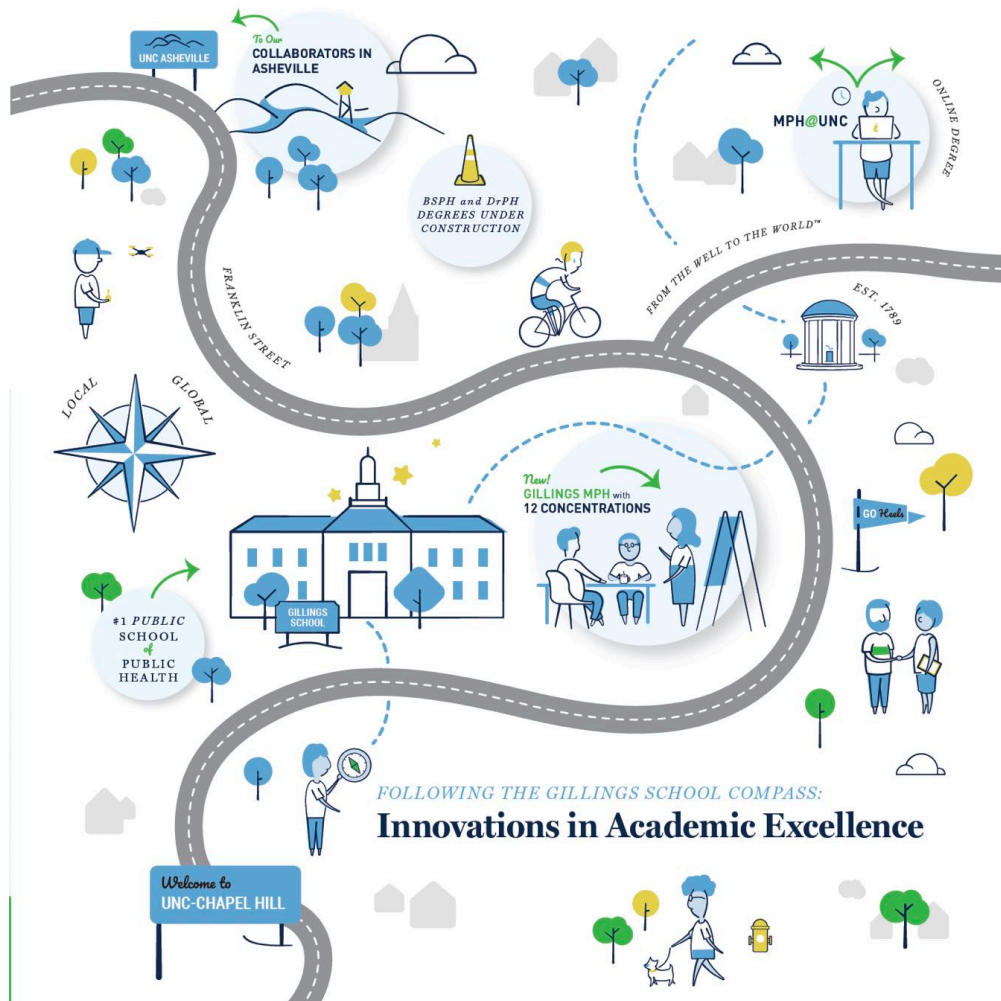 UNC ASHEVILLE
To Our
COLLABORATORS IN
ASHEVILLE
MPH@UNC
ONLINE DEGREE
BSPH and DrPH
DEGREES UNDER
CONSTRUCTION
FROM THE WELL TO THE WORLD™
FRANKLIN STREET
EST. 1789
LOCAL
GLOBAL
New!
GILLINGS MPH with
12 CONCENTRATIONS
GO Heels
GILLINGS
SCHOOL
#1 PUBLIC
SCHOOL
of
PUBLIC
HEALTH
FOLLOWING THE GILLINGS SCHOOL COMPASS:
Innovations in Academic Excellence
Welcome to
UNC-CHAPEL HILL